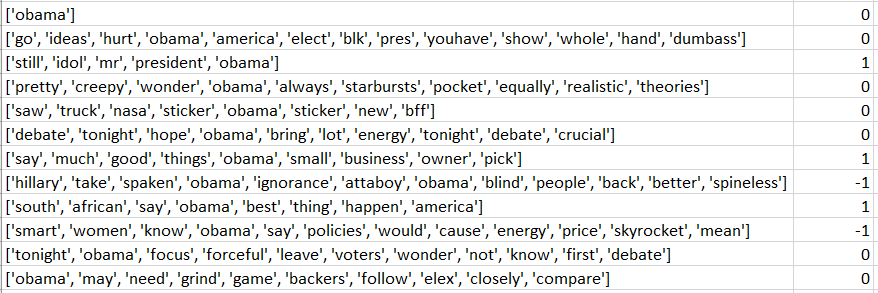 ['obama'] 0
['go', 'ideas', 'hurt', 'obama', 'america', 'elect', 'blk', 'pres', 'youhave', 'show', 'whole', 'hand', 'dumbass'] 0
['still', 'idol', 'mr', 'president', 'obama'] 1
['pretty', 'creepy', 'wonder', 'obama', 'always', 'starbursts', 'pocket', 'equally', 'realistic', 'theories'] 0
['saw', 'truck', 'nasa', 'sticker', 'obama', 'sticker', 'new', 'bff'] 0
['debate', 'tonight', 'hope', 'obama', 'bring', 'lot', 'energy', 'tonight', 'debate', 'crucial'] 0
['say', 'much', 'good', 'things', 'obama', 'small', 'business', 'owner', 'pick'] 1
['hillary', 'take', 'spaken', 'obama', 'ignorance', 'attaboy', 'obama', 'blind', 'people', 'back', 'better', 'spineless'] -1
['south', 'african', 'say', 'obama', 'best', 'thing', 'happen', 'america'] 1
['smart', 'women', 'know', 'obama', 'say', 'policies', 'would', 'cause', 'energy', 'price', 'skyrocket', 'mean'] -1
['tonight', 'obama', 'focus', 'forceful', 'leave', 'voters', 'wonder', 'not', 'know', 'first', 'debate'] 0
['obama', 'may', 'need', 'grind', 'game', 'backers', 'follow', 'elex', 'closely', 'compare'] 0